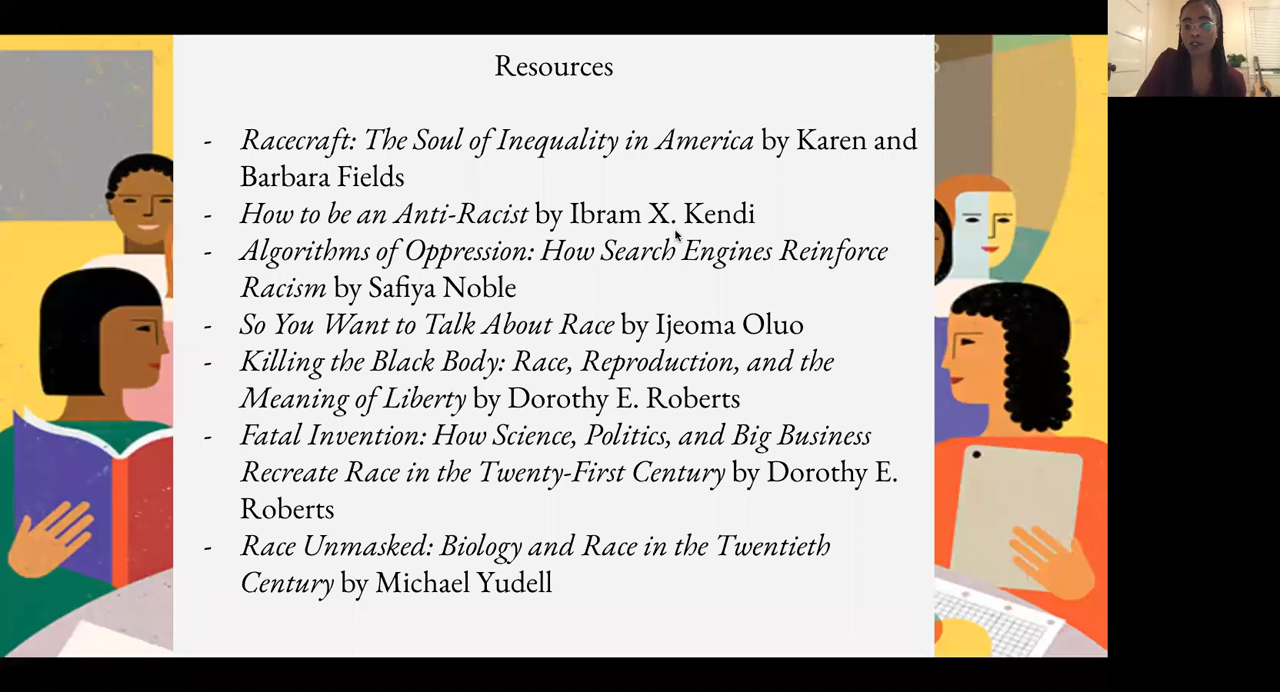 Resources
- Racecraft: The Soul of Inequality in America by Karen and
Barbara Fields
- How to be an Anti-Racist by Ibram X. Kendi
- Algorithms of Oppression: How Search Engines Reinforce
Racism by Safiya Noble
- So You Want to Talk About Race by Ijeoma Oluo
- Killing the Black Body: Race, Reproduction, and the
Meaning of Liberty by Dorothy E. Roberts
- Fatal Invention: How Science, Politics, and Big Business
Recreate Race in the Twenty-First Century by Dorothy E.
Roberts
- Race Unmasked: Biology and Race in the Twentieth
Century by Michael Yudell